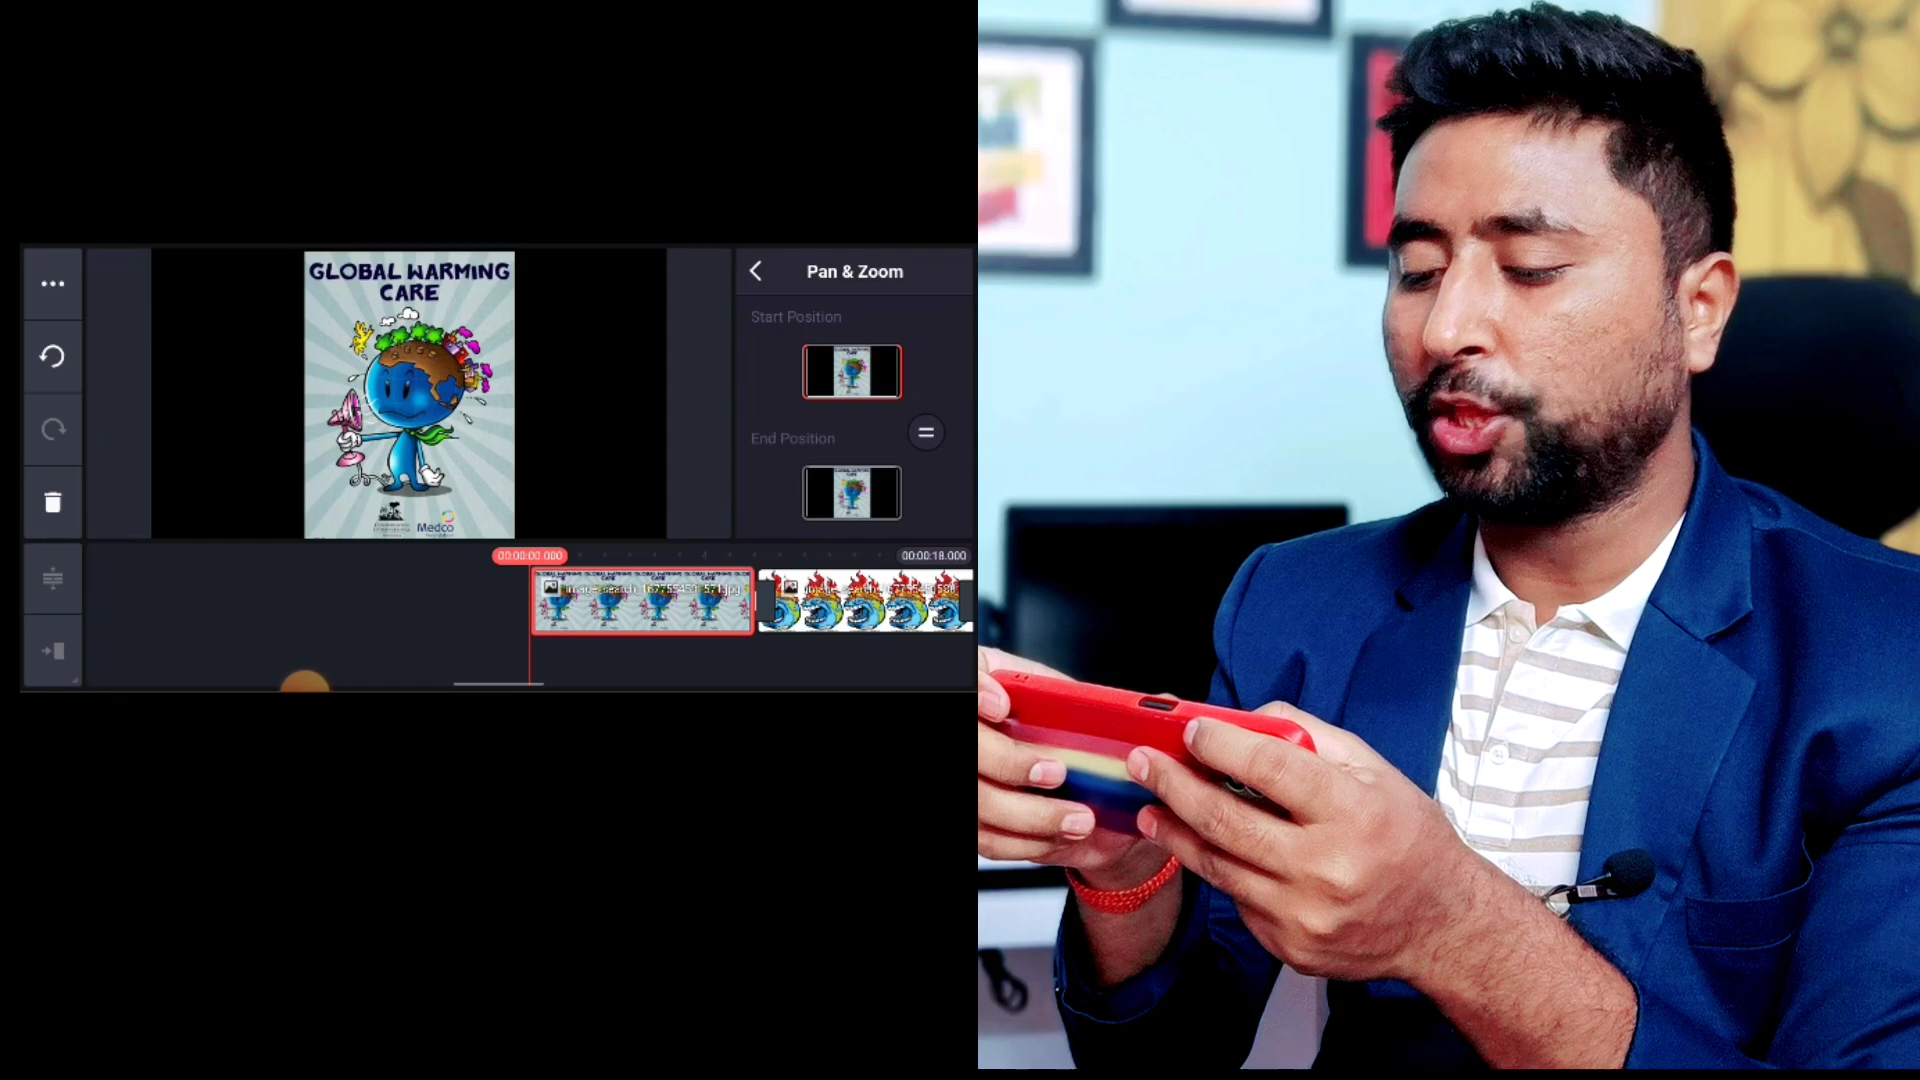 GLOBAL WARMING
CARE
Medco
Pan & Zoom
Start Position
End Position
00:00:00.000
00:00:18.000